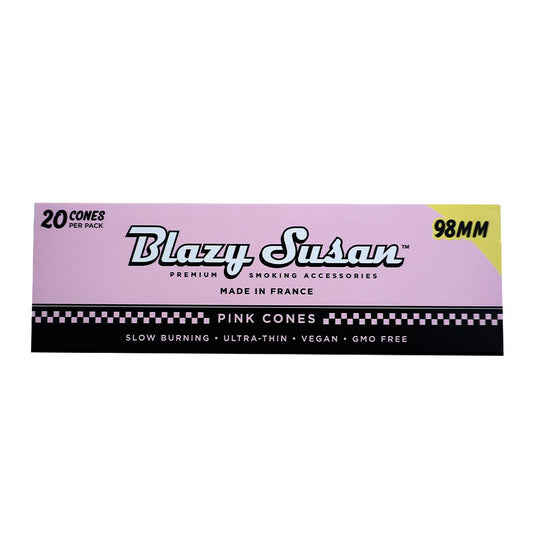 20 CONES
PER PACK
98MM
Blazy Susan™
PREMIUM SMOKING ACCESSORIES
MADE IN FRANCE
PINK CONES
SLOW BURNING • ULTRA-THIN • VEGAN • GMO FREE